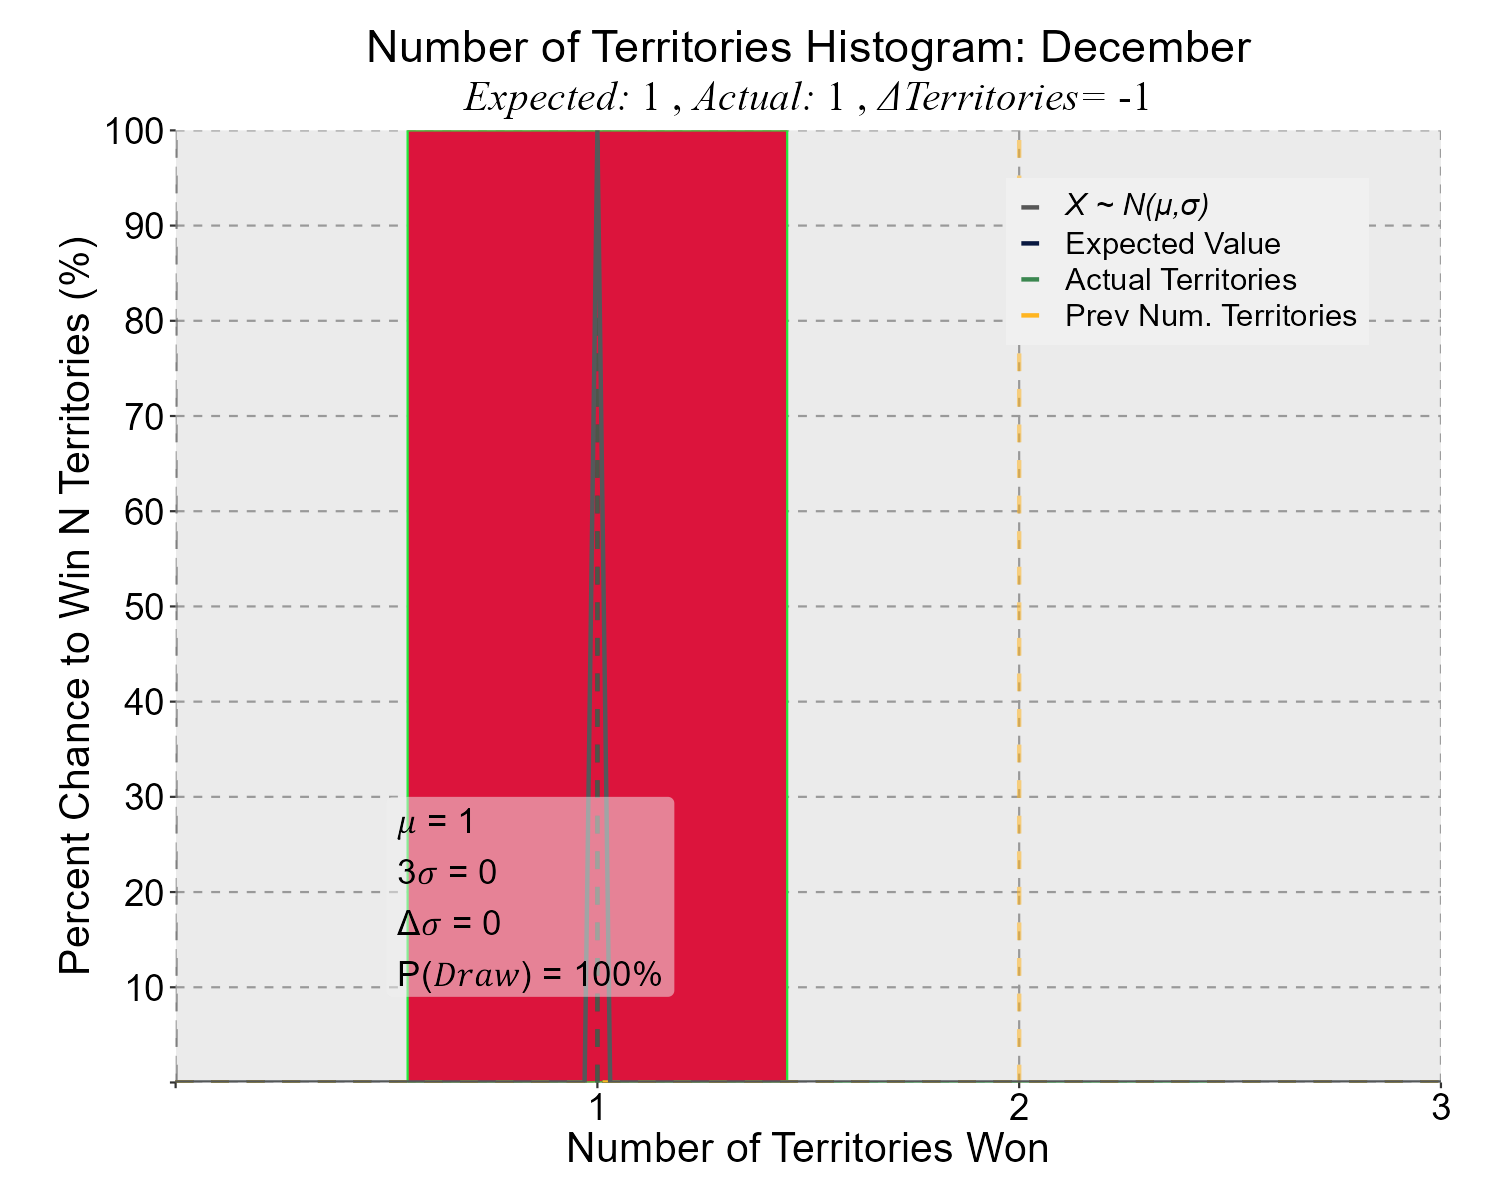 Number of Territories Histogram: December
Expected: 1 , Actual: 1 , ΔTerritories= -1
Percent Chance to Win N Territories (%)
100
90
80
70
60
50
40
30
20
10
X ~ N(μ,σ)
Expected Value
Actual Territories
Prev Num. Territories
μ = 1
3σ = 0
Δσ = 0
P(Draw) = 100%
1
2
3
Number of Territories Won